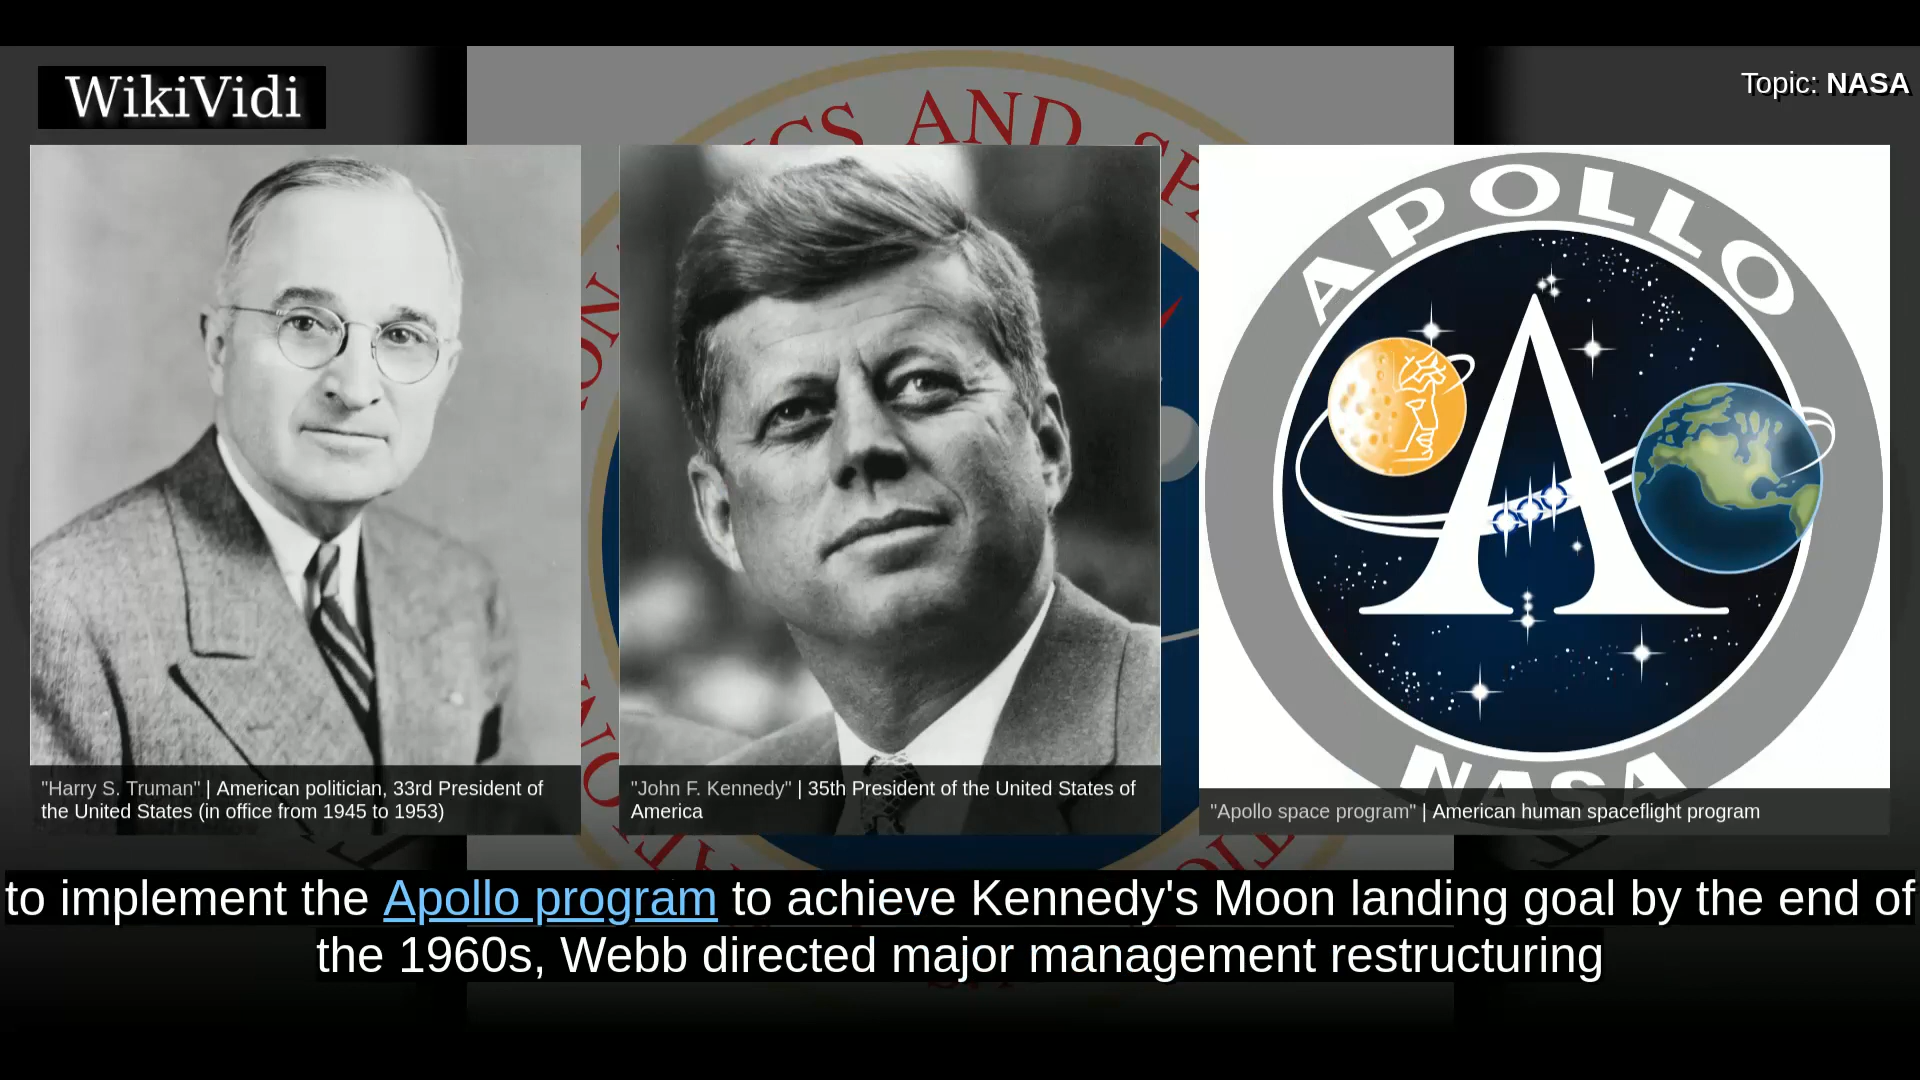 WikiVidi
Topic: NASA
APOLLO
NASA
"Harry S. Truman" | American politician, 33rd President of
the United States (in office from 1945 to 1953)
"John F. Kennedy" | 35th President of the United States of
America
"Apollo space program" | American human spaceflight program
to implement the Apollo program to achieve Kennedy's Moon landing goal by the end of
the 1960s, Webb directed major management restructuring